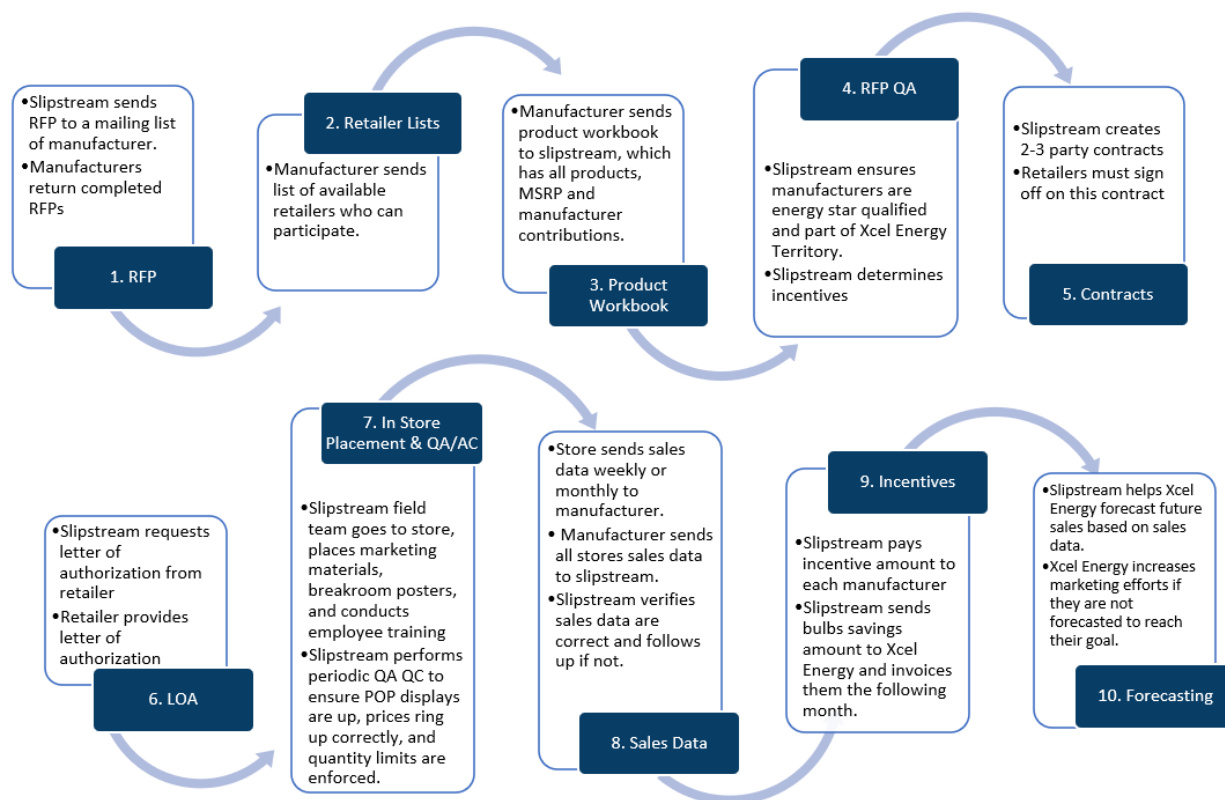 •Slipstream sends
RFP to a mailing list
of manufacturer.
•Manufacturers
return completed
RFPs
1. RFP
2. Retailer Lists
•Manufacturer sends
list of available
retailers who can
participate.
•Manufacturer sends
product workbook
to slipstream, which
has all products,
MSRP and
manufacturer
contributions.
3. Product
Workbook
4. RFP QA
•Slipstream ensures
manufacturers are
energy star qualified
and part of Xcel Energy
Territory.
•Slipstream determines
incentives
•Slipstream creates
2-3 party contracts
•Retailers must sign
off on this contract
5. Contracts
•Slipstream requests
letter of
authorization from
retailer
•Retailer provides
letter of
authorization
6. LOA
7. In Store
Placement & QA/AC
•Slipstream field
team goes to store,
places marketing
materials,
breakroom posters,
and conducts
employee training
•Slipstream performs
periodic QA QC to
ensure POP displays
are up, prices ring
up correctly, and
quantity limits are
enforced.
•Store sends sales
data weekly or
monthly to
manufacturer.
• Manufacturer sends
all stores sales data
to slipstream.
•Slipstream verifies
sales data are
correct and follows
up if not.
8. Sales Data
9. Incentives
•Slipstream pays
incentive amount to
each manufacturer
•Slipstream sends
bulbs savings
amount to Xcel
Energy and invoices
them the following
month.
•Slipstream helps Xcel
Energy forecast future
sales based on sales
data.
•Xcel Energy increases
marketing efforts if
they are not
forecasted to reach
their goal.
10. Forecasting